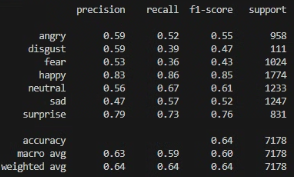 precision recall f1-score support
angry 0.59 0.52 0.55 958
disgust 0.59 0.39 0.47 111
fear 0.53 0.36 0.43 1024
happy 0.83 0.86 0.85 1774
neutral 0.56 0.67 0.61 1233
sad 0.47 0.57 0.52 1247
surprise 0.79 0.73 0.76 831
accuracy 0.64 7178
macro avg 0.63 0.59 0.60 7178
weighted avg 0.64 0.64 0.64 7178